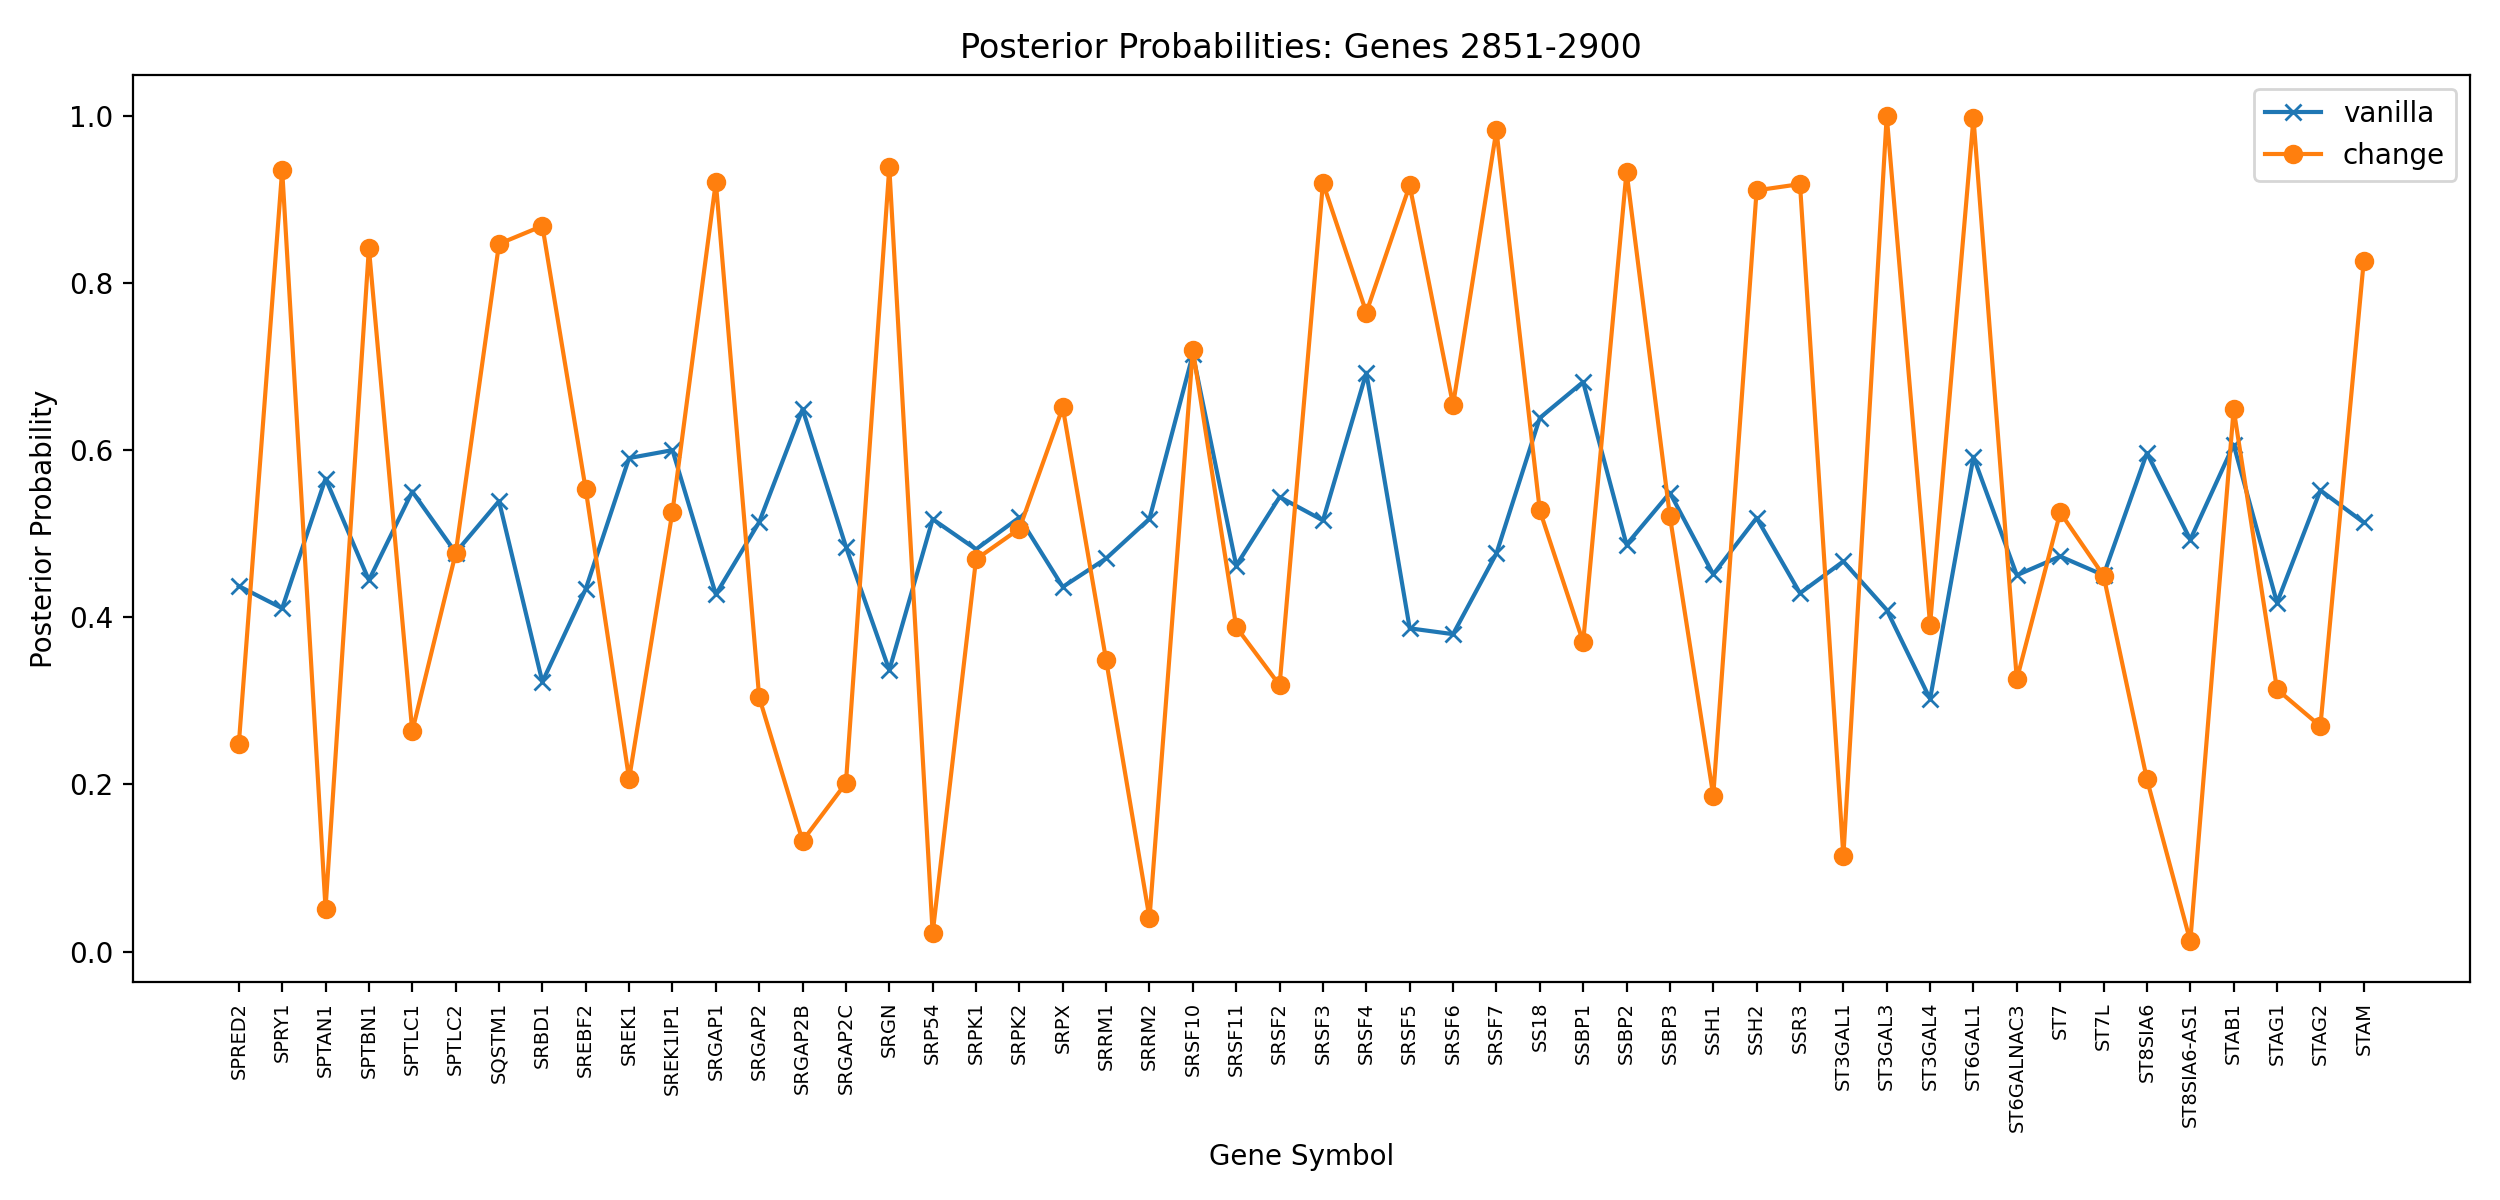 Posterior Probabilities: Genes 2851-2900
1.0
0.8
0.6
0.4
0.2
0.0
Posterior Probability
vanilla
change
SPRED2
SPRY1
SPTAN1
SPTBN1
SPTLC1
SPTLC2
SQSTM1
SRBD1
SREBF2
SREK1
SREK1IP1
SRGAP1
SRGAP2
SRGAP2B
SRGAP2C
SRGN
SRP54
SRPK1
SRPK2
SRPX
SRRM1
SRRM2
SRSF10
SRSF11
SRSF2
SRSF3
SRSF4
SRSF5
SRSF6
SRSF7
SS18
SSBP1
SSBP2
SSBP3
SSH1
SSH2
SSR3
ST3GAL1
ST3GAL3
ST3GAL4
ST6GAL1
ST6GALNAC3
ST7
ST7L
ST8SIA6
ST8SIA6-AS1
STAB1
STAG1
STAG2
STAM
Gene Symbol